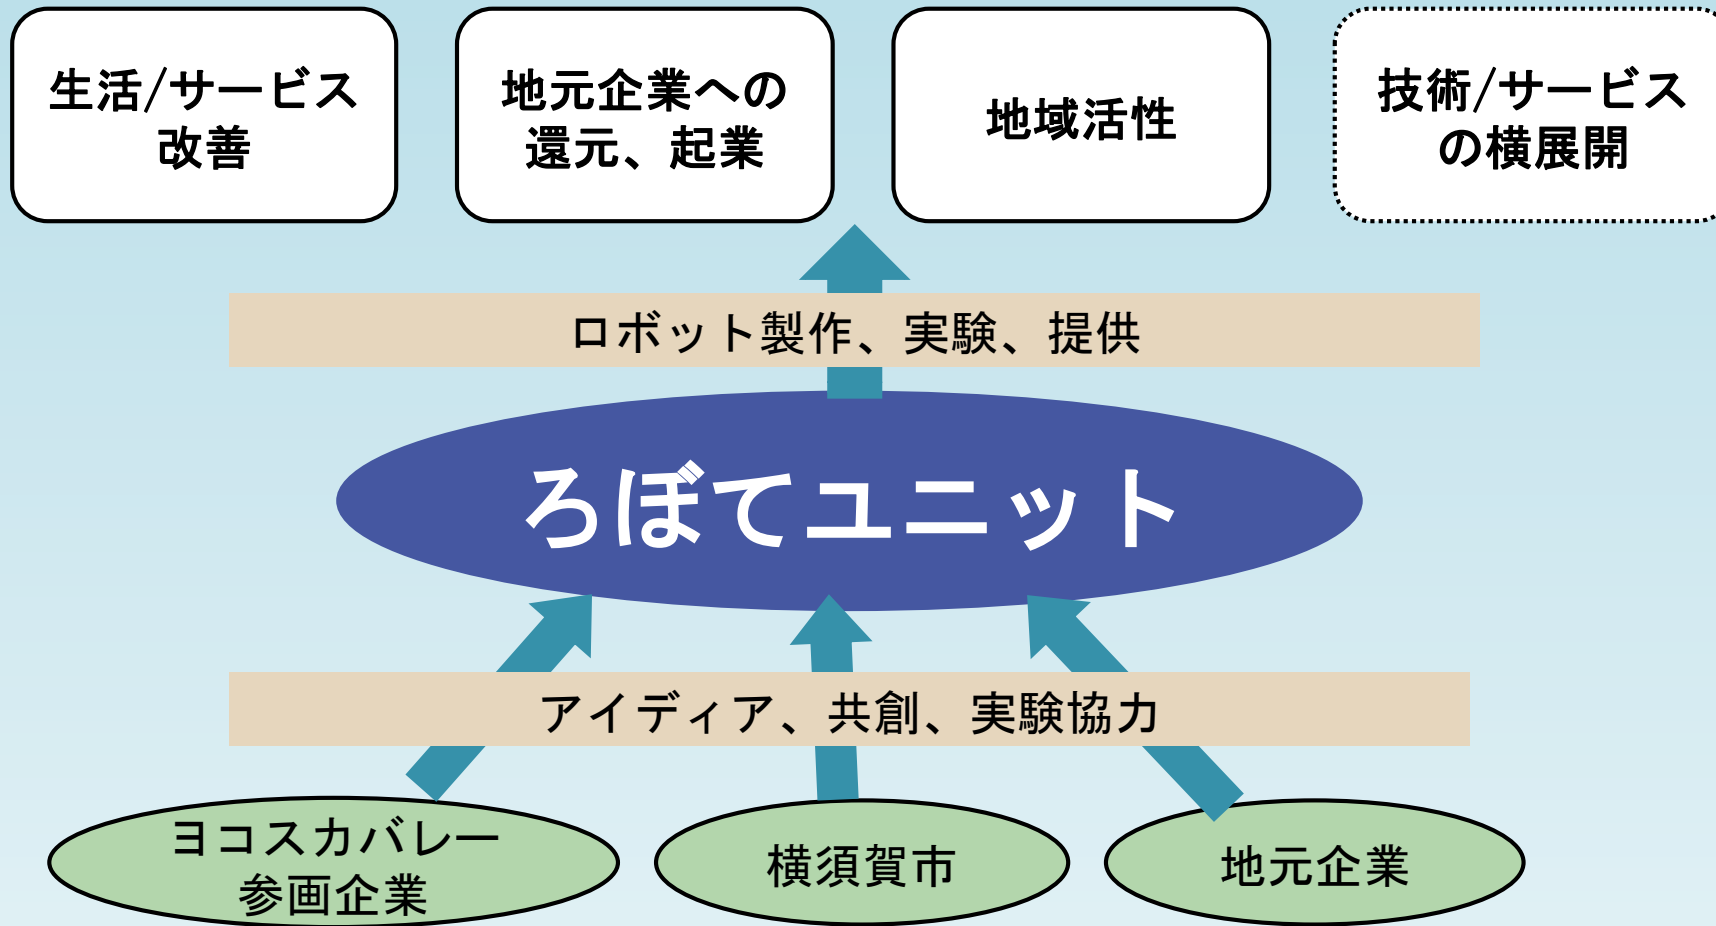 生活/サービス
改善
地元企業への
還元、起業
地域活性
技術/サービス
の横展開
ロボット製作、実験、提供
ろぼてユニット
アイディア、共創、実験協力
ヨコスカバレー
参画企業
横須賀市
地元企業